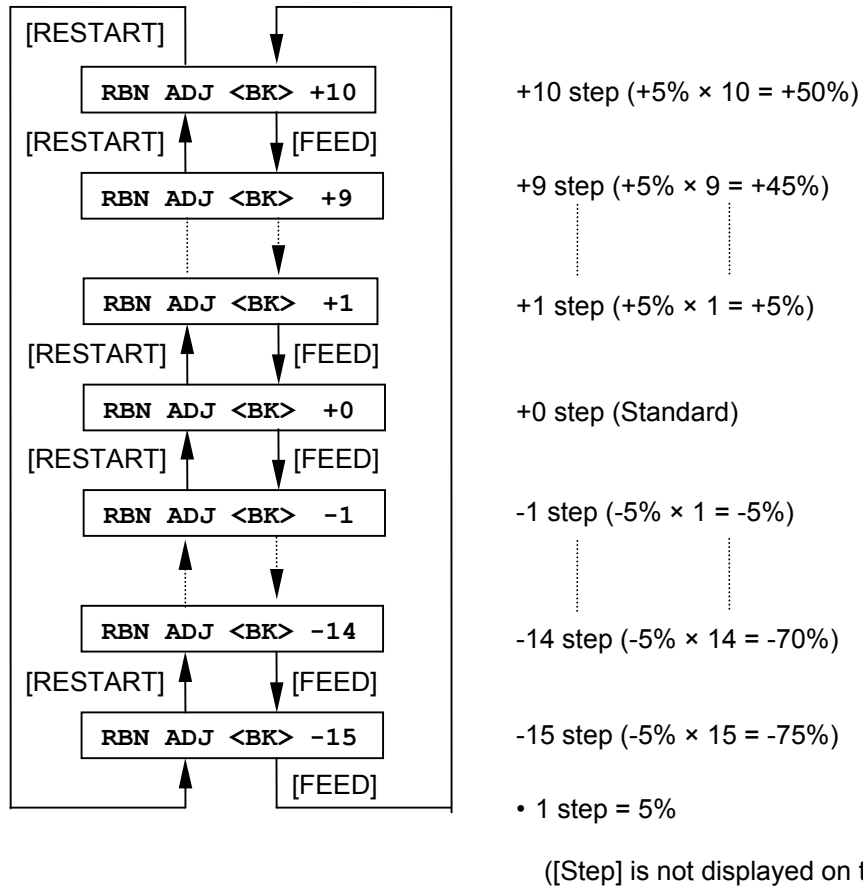 [RESTART]
RBN ADJ <BK> +10
+10 step (+5% × 10 = +50%)
[RESTART] [FEED]
RBN ADJ <BK> +9
+9 step (+5% × 9 = +45%)
RBN ADJ <BK> +1
+1 step (+5% × 1 = +5%)
[RESTART] [FEED]
RBN ADJ <BK> +0
+0 step (Standard)
[RESTART] [FEED]
RBN ADJ <BK> -1
-1 step (-5% × 1 = -5%)
RBN ADJ <BK> -14
-14 step (-5% × 14 = -70%)
[RESTART] [FEED]
RBN ADJ <BK> -15
-15 step (-5% × 15 = -75%)
[FEED]
• 1 step = 5%
([Step] is not displayed on